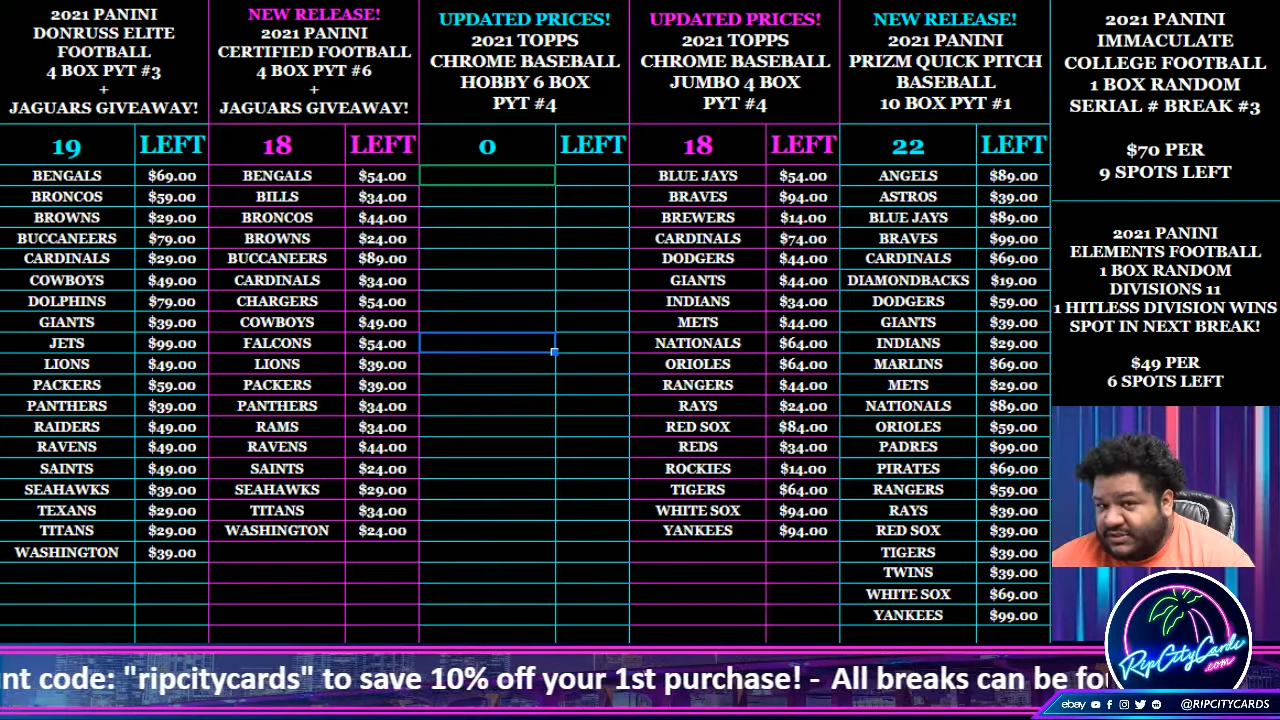 2021 PANINI
DONRUSS ELITE
FOOTBALL
4 BOX PYT #3
+
JAGUARS GIVEAWAY!
19 LEFT
BENGALS $69.00
BRONCOS $59.00
BROWNS $29.00
BUCCANEERS $79.00
CARDINALS $29.00
COWBOYS $49.00
DOLPHINS $79.00
GIANTS $39.00
JETS $99.00
LIONS $49.00
PACKERS $59.00
PANTHERS $39.00
RAIDERS $49.00
RAVENS $49.00
SAINTS $49.00
SEAHAWKS $39.00
TEXANS $29.00
TITANS $29.00
WASHINGTON $39.00
NEW RELEASE!
2021 PANINI
CERTIFIED FOOTBALL
4 BOX PYT #6
+
JAGUARS GIVEAWAY!
18 LEFT
BENGALS $54.00
BILLS $34.00
BRONCOS $44.00
BROWNS $24.00
BUCCANEERS $89.00
CARDINALS $34.00
CHARGERS $54.00
COWBOYS $49.00
FALCONS $54.00
LIONS $39.00
PACKERS $39.00
PANTHERS $34.00
RAMS $34.00
RAVENS $44.00
SAINTS $24.00
SEAHAWKS $29.00
TITANS $34.00
WASHINGTON $24.00
UPDATED PRICES!
2021 TOPPS
CHROME BASEBALL
HOBBY 6 BOX
PYT #4
0 LEFT
UPDATED PRICES!
2021 TOPPS
CHROME BASEBALL
JUMBO 4 BOX
PYT #4
18 LEFT
BLUE JAYS $54.00
BRAVES $94.00
BREWERS $14.00
CARDINALS $74.00
DODGERS $44.00
GIANTS $44.00
INDIANS $34.00
METS $44.00
NATIONALS $64.00
ORIOLES $64.00
RANGERS $44.00
RAYS $24.00
RED SOX $84.00
REDS $34.00
ROCKIES $14.00
TIGERS $64.00
WHITE SOX $94.00
YANKEES $94.00
NEW RELEASE!
2021 PANINI
PRIZM QUICK PITCH
BASEBALL
10 BOX PYT #1
22 LEFT
ANGELS $89.00
ASTROS $39.00
BLUE JAYS $89.00
BRAVES $99.00
CARDINALS $69.00
DIAMONDBACKS $19.00
DODGERS $59.00
GIANTS $39.00
INDIANS $29.00
MARLINS $69.00
METS $29.00
NATIONALS $89.00
ORIOLES $59.00
PADRES $99.00
PIRATES $69.00
RANGERS $59.00
RAYS $39.00
RED SOX $39.00
TIGERS $39.00
TWINS $39.00
WHITE SOX $69.00
YANKEES $99.00
2021 PANINI
IMMACULATE
COLLEGE FOOTBALL
1 BOX RANDOM
SERIAL # BREAK #3
$70 PER
9 SPOTS LEFT
2021 PANINI
ELEMENTS FOOTBALL
1 BOX RANDOM
DIVISIONS 11
1 HITLESS DIVISION WINS
SPOT IN NEXT BREAK!
$49 PER
6 SPOTS LEFT
nt code: "ripcitycards" to save 10% off your 1st purchase! - All breaks can be fo
RipCityCards
.com
ebay @RIPCITYCARDS